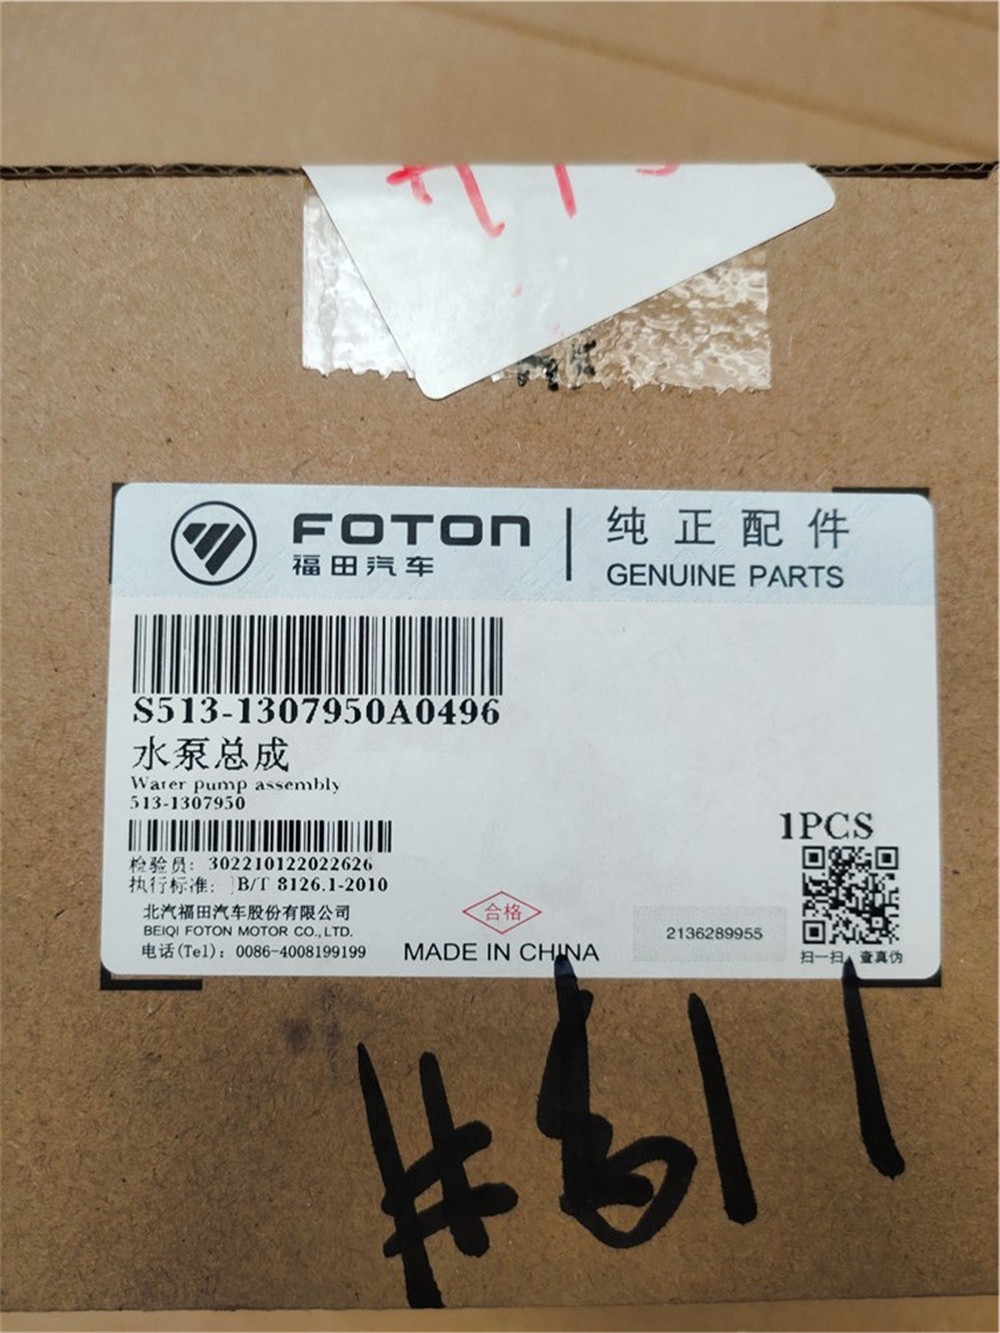 FOTON
福田汽车
纯正配件
GENUINE PARTS
S513-1307950A0496
水泵总成
Water pump assembly
513-1307950
1PCS
检验员: 302210122022626
执行标准: JB/T 8126.1-2010
北汽福田汽车股份有限公司
BEIQI FOTON MOTOR CO.,LTD.
电话(Tel): 0086-4008199199
合格
MADE IN CHINA
2136289955
扫一扫 查真伪
#611